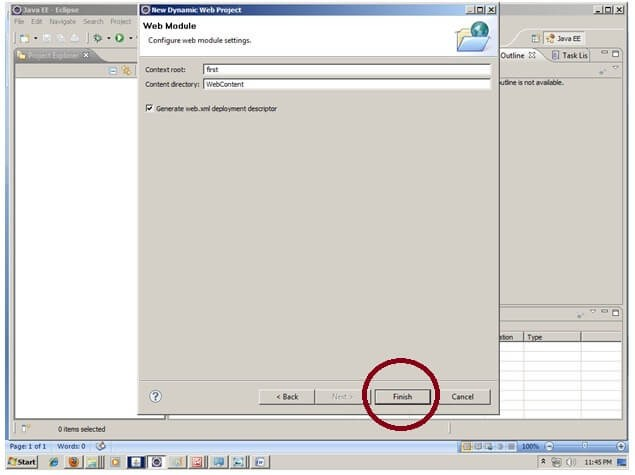 Java EE - Eclipse
New Dynamic Web Project
File Edit Navigate Search Project
Web Module
Configure web module settings.
Java EE
Project Explorer
Outline
Task Lis
Context root: first
Content directory: WebContent
utline is not available.
Generate web.xml deployment descriptor
ation Type
? < Back Next > Finish Cancel
0 items selected
Page: 1 of 1 Words: 0
100%
Start
11:45 PM